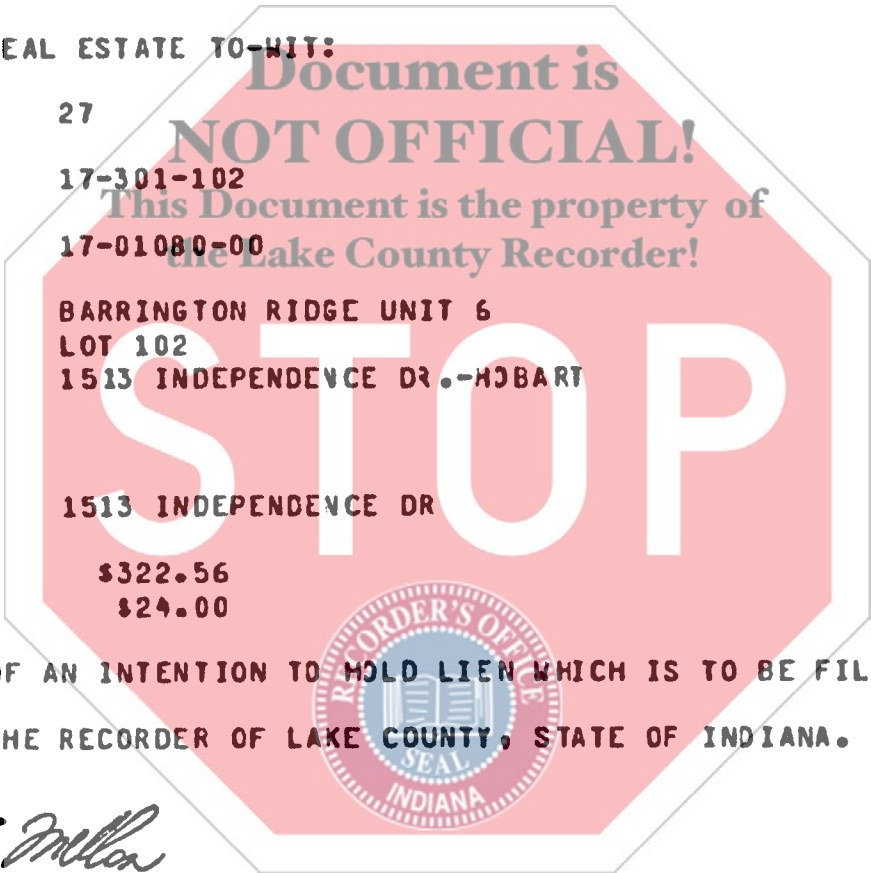 EAL ESTATE TO-WIT:
Document is
27
NOT OFFICIAL!
17-301-102
This Document is the property of
17-01080-00
the Lake County Recorder!
BARRINGTON RIDGE UNIT 6
LOT 102
1513 INDEPENDENCE DR.-HOBART
STOP
1513 INDEPENDENCE DR
$322.56
$24.00
RECORDER'S OFFICE
OF AN INTENTION TO HOLD LIEN WHICH IS TO BE FIL
HE RECORDER OF LAKE COUNTY, STATE OF INDIANA.
SEAL
INDIANA